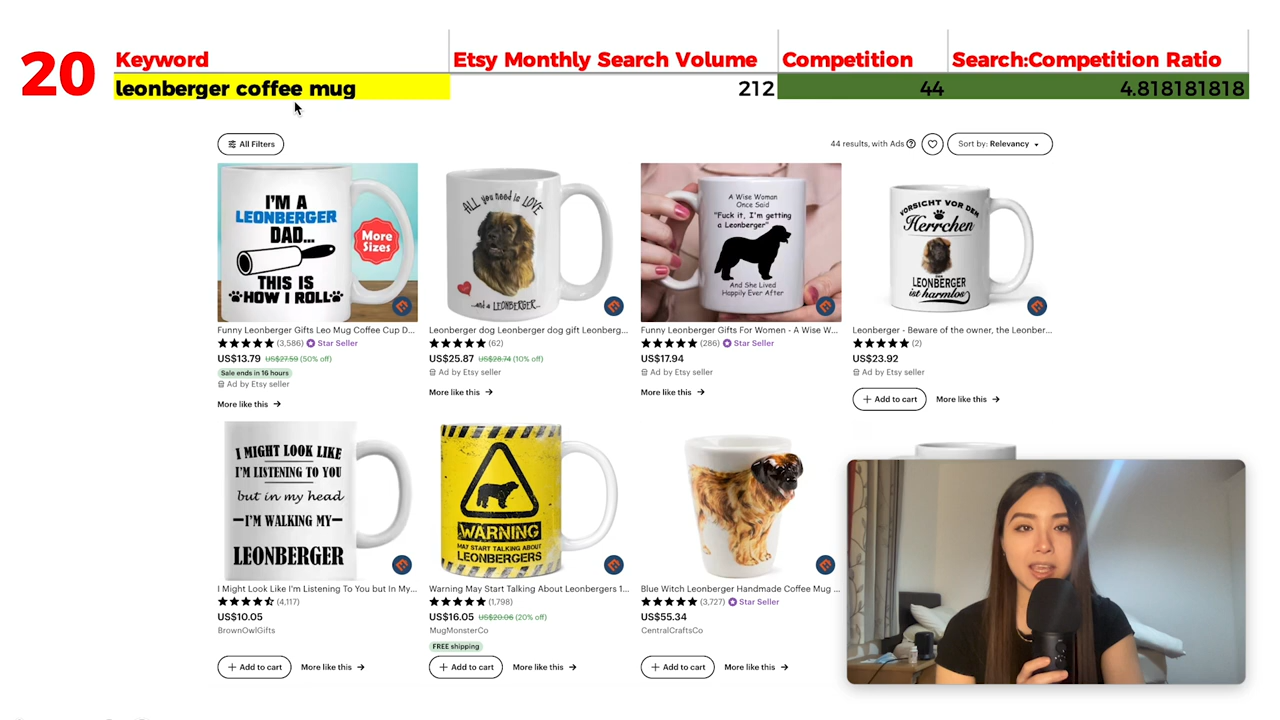 20
Keyword
Etsy Monthly Search Volume
Competition
Search:Competition Ratio
leonberger coffee mug
212
44
4.818181818
All Filters
44 results, with Ads
Sort by: Relevancy
I'M A
LEONBERGER
DAD...
THIS IS
HOW I ROLL
More
Sizes
ALL you need is LOVE
...and a LEONBERGER...
A Wise Woman
Once Said
"Fuck it, I'm getting
a Leonberger"
And She Lived
Happily Ever After
VORSICHT VOR DEM
Herrchen
DER
LEONBERGER
ist harmlos
Funny Leonberger Gifts Leo Mug Coffee Cup D...
(3,586) Star Seller
US$13.79 US$27.59 (50% off)
Sale ends in 16 hours
Ad by Etsy seller
More like this
Leonberger dog Leonberger dog gift Leonberg...
(62)
US$25.87 US$28.74 (10% off)
Ad by Etsy seller
More like this
Funny Leonberger Gifts For Women - A Wise W...
(286) Star Seller
US$17.94
Ad by Etsy seller
More like this
Leonberger - Beware of the owner, the Leonber...
(2)
US$23.92
Ad by Etsy seller
+ Add to cart
More like this
I MIGHT LOOK LIKE
I'M LISTENING TO YOU
but in my head
I'M WALKING MY
LEONBERGER
WARNING
MAY START TALKING ABOUT
LEONBERGERS
I Might Look Like I'm Listening To You but In My...
(4,117)
US$10.05
BrownOwlGifts
+ Add to cart
More like this
Warning May Start Talking About Leonbergers 1...
(1,798)
US$16.05 US$20.06 (20% off)
MugMonsterCo
FREE shipping
+ Add to cart
More like this
Blue Witch Leonberger Handmade Coffee Mug ...
(3,727) Star Seller
US$55.34
CentralCraftsCo
+ Add to cart
More like this